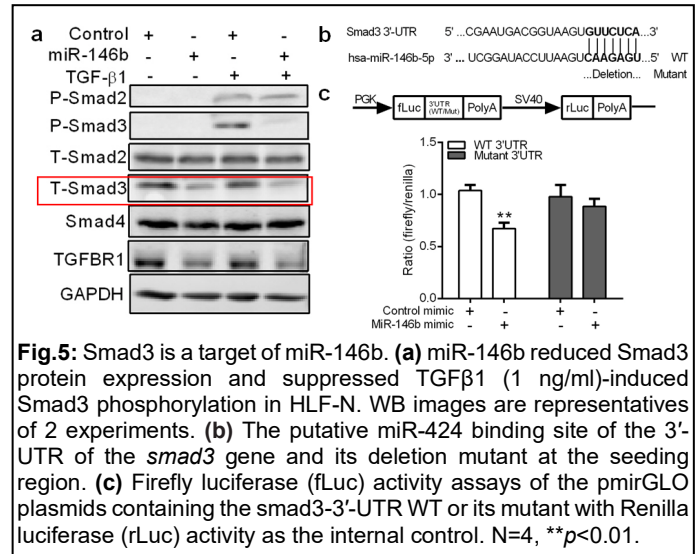 a
Control + - + -
miR-146b - + - +
TGF-β1 - - + +
P-Smad2
P-Smad3
T-Smad2
T-Smad3
Smad4
TGFBR1
GAPDH
b
Smad3 3'-UTR 5' ...CGAAUGACGGUAAGUGUUCUCA...3'
hsa-miR-146b-5p 3' ... UCGGAUACCUUAAGUCAAGAGU...5' WT
...Deletion... Mutant
c
PGK fLuc 3'UTR (WT/Mut) PolyA SV40 rLuc PolyA
WT 3'UTR
Mutant 3'UTR
Ratio (firefly/renilla)
1.5
1.0
0.5
0.0
**
Control mimic + - + -
MiR-146b mimic - + - +
Fig.5: Smad3 is a target of miR-146b. (a) miR-146b reduced Smad3
protein expression and suppressed TGFβ1 (1 ng/ml)-induced
Smad3 phosphorylation in HLF-N. WB images are representatives
of 2 experiments. (b) The putative miR-424 binding site of the 3′-
UTR of the smad3 gene and its deletion mutant at the seeding
region. (c) Firefly luciferase (fLuc) activity assays of the pmirGLO
plasmids containing the smad3-3′-UTR WT or its mutant with Renilla
luciferase (rLuc) activity as the internal control. N=4, **p<0.01.